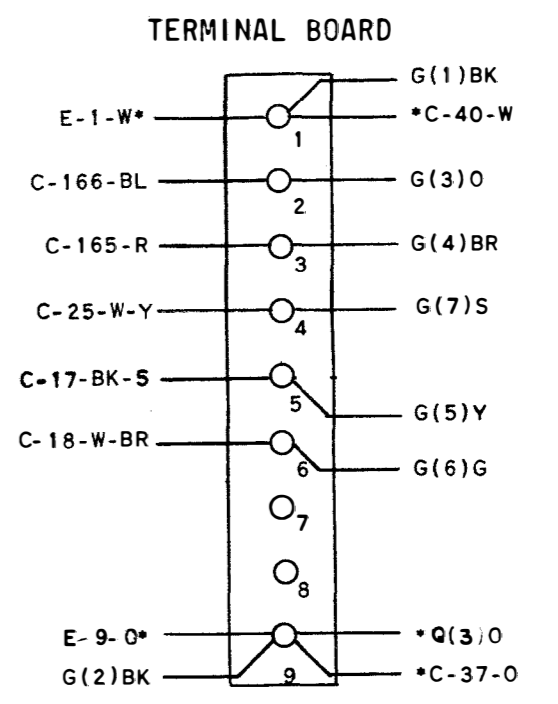 TERMINAL BOARD
G(1)BK
E-1-W* 1 *C-40-W
C-166-BL 2 G(3)O
C-165-R 3 G(4)BR
C-25-W-Y 4 G(7)S
C-17-BK-S 5
G(5)Y
C-18-W-BR 6
G(6)G
7
8
E-9-O* *Q(3)O
G(2)BK 9 *C-37-O